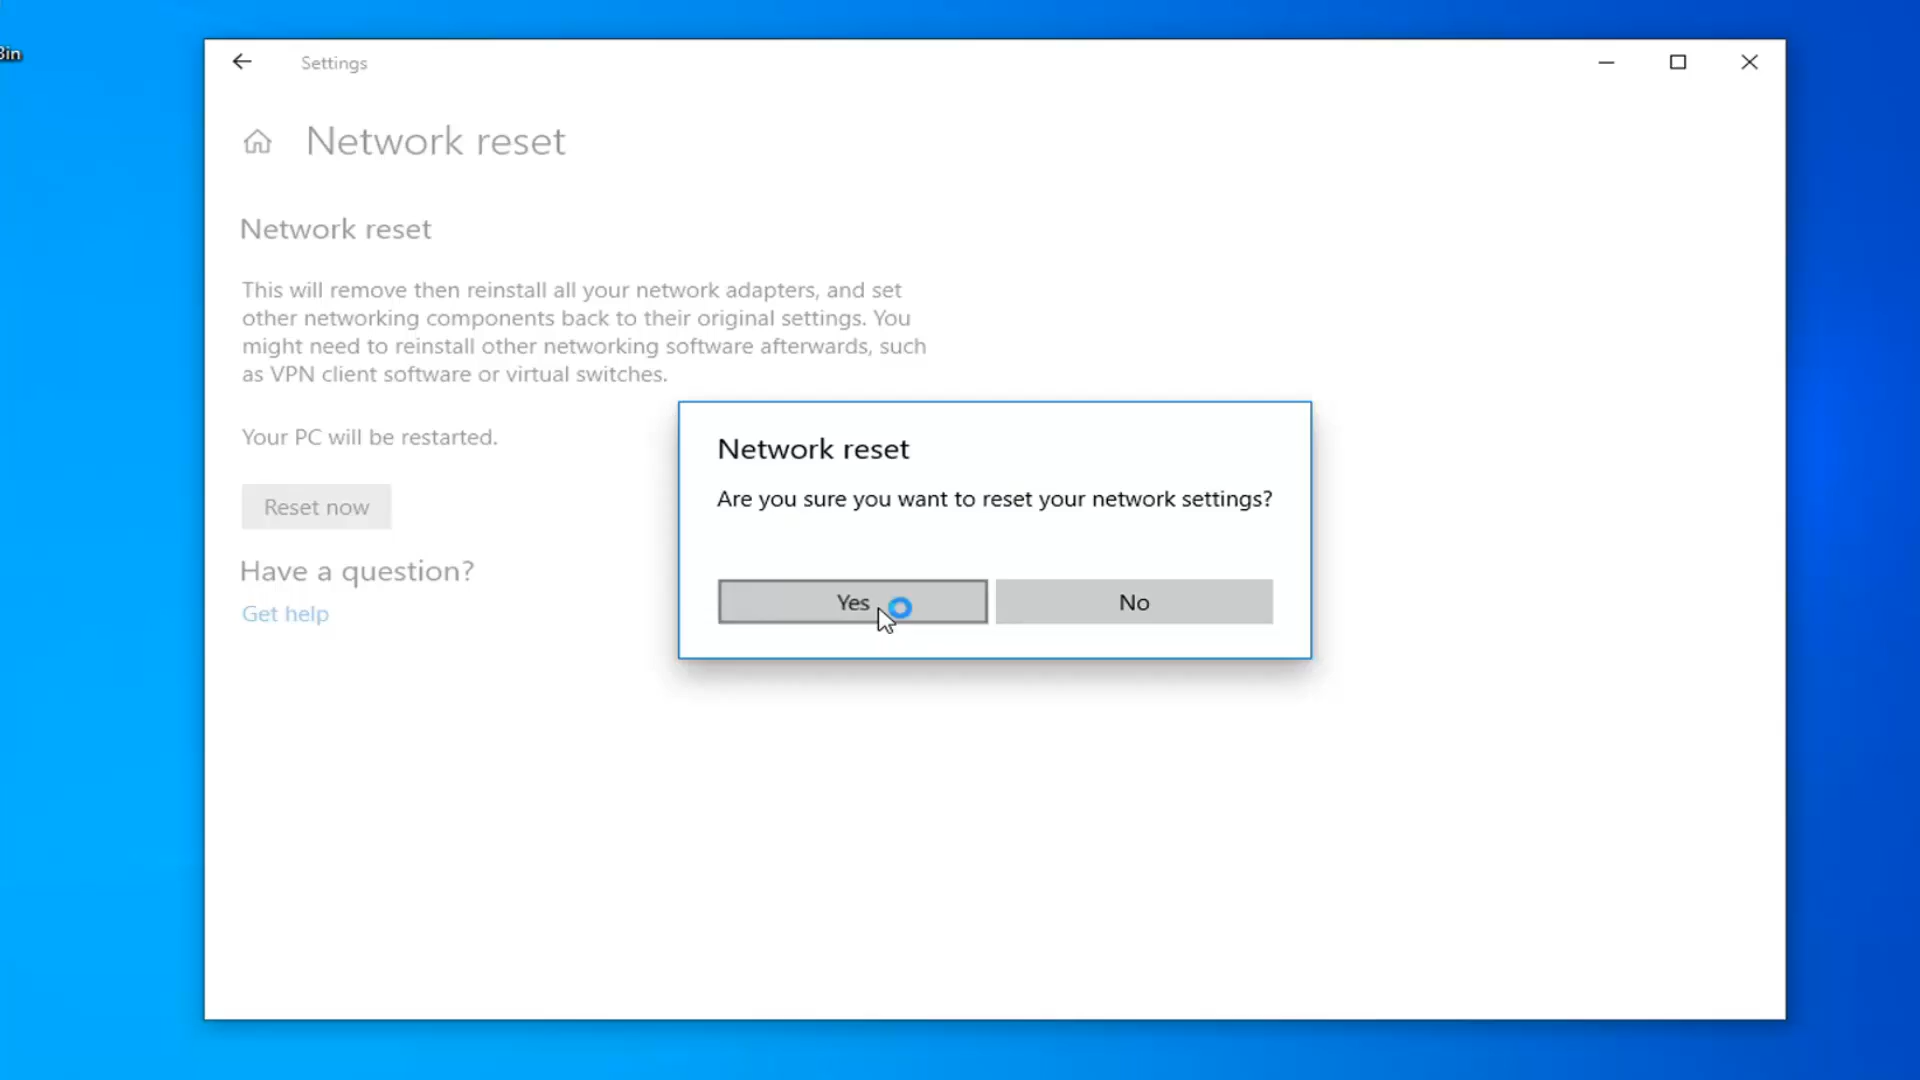 Bin
Settings
Network reset
Network reset
This will remove then reinstall all your network adapters, and set
other networking components back to their original settings. You
might need to reinstall other networking software afterwards, such
as VPN client software or virtual switches.
Your PC will be restarted.
Reset now
Have a question?
Get help
Network reset
Are you sure you want to reset your network settings?
Yes
No